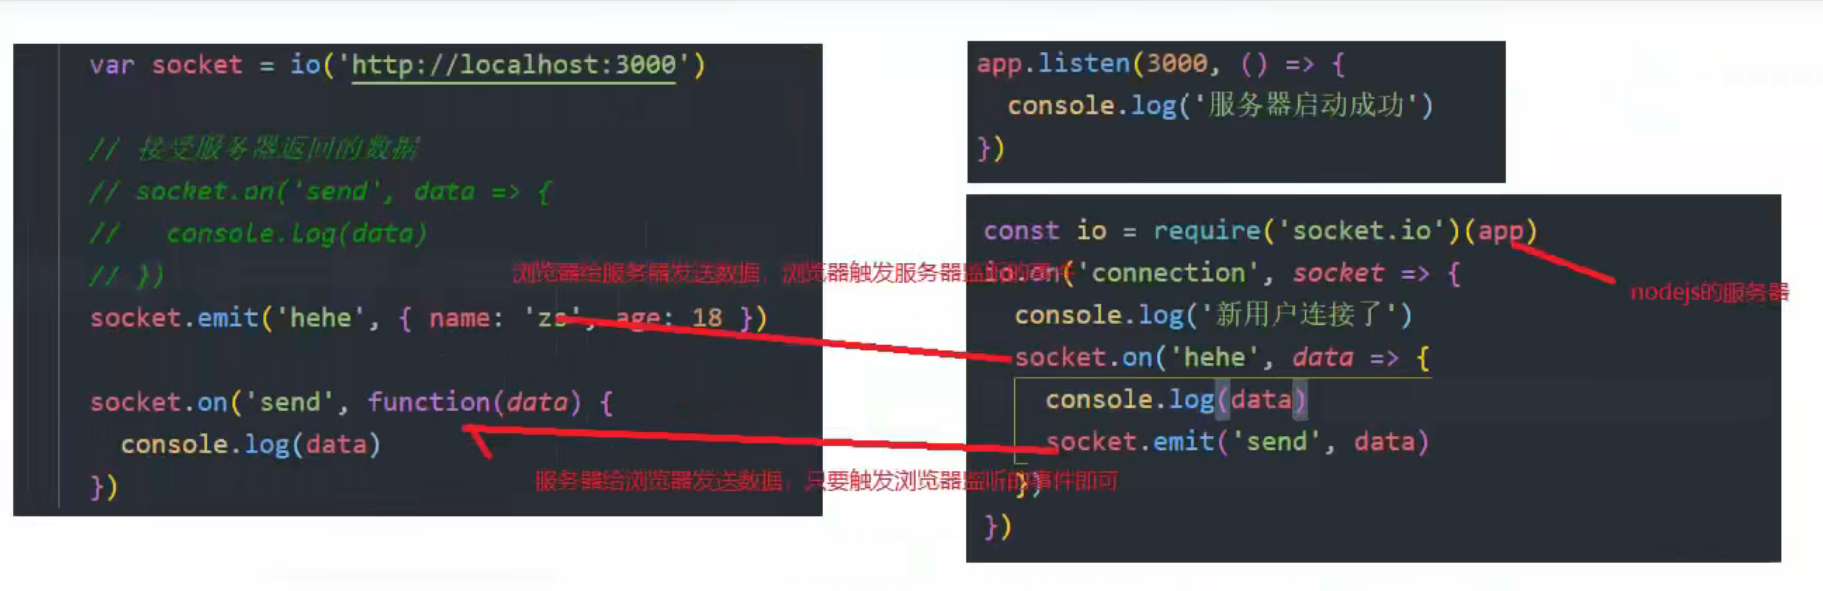 var socket = io('http://localhost:3000')
// 接受服务器返回的数据
// socket.on('send', data => {
//   console.log(data)
// })
浏览器给服务器发送数据，浏览器触发服务器监听的事件
socket.emit('hehe', { name: 'zs', age: 18 })
socket.on('send', function(data) {
console.log(data)
})
服务器给浏览器发送数据，只要触发浏览器监听的事件即可
app.listen(3000, () => {
console.log('服务器启动成功')
})
const io = require('socket.io')(app)
io.on('connection', socket => {
nodejs的服务器
console.log('新用户连接了')
socket.on('hehe', data => {
console.log(data)
socket.emit('send', data)
})
})